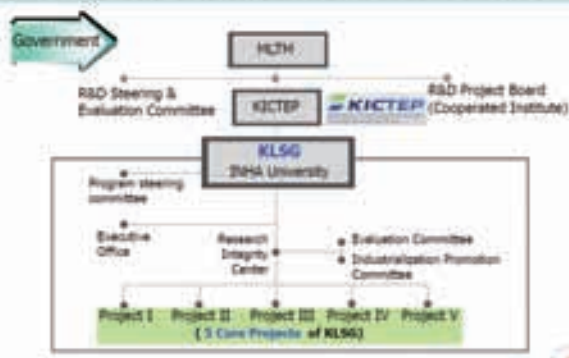 Government
MLTM
R&D Steering &
Evaluation Committee
KICTEP
KICTEP
R&D Project Board
(Cooperated Institute)
KLSG
INHA University
Program steering
committee
Executive
Office
Research
Integrity
Center
Evaluation Committee
Industrialization Promotion
Committee
Project I
Project II
Project III
Project IV
Project V
( 5 Core Projects of KLSG)